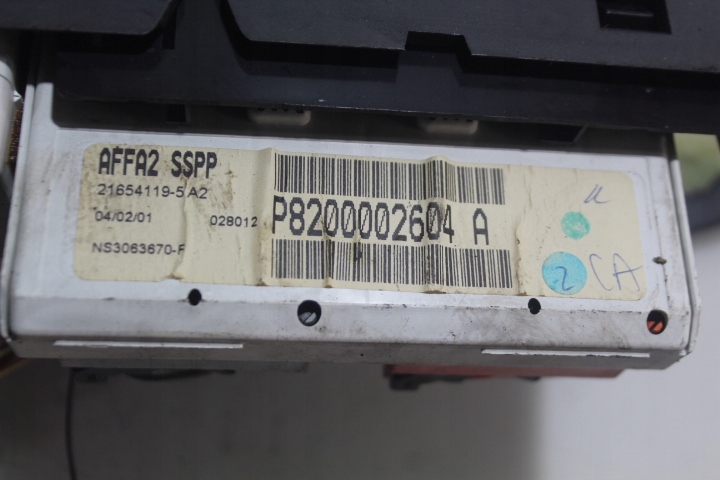 AFFA2 SSPP
21654119-5 A2
04/02/01 028012
NS3063670-F
P8200002604 A
2 CA